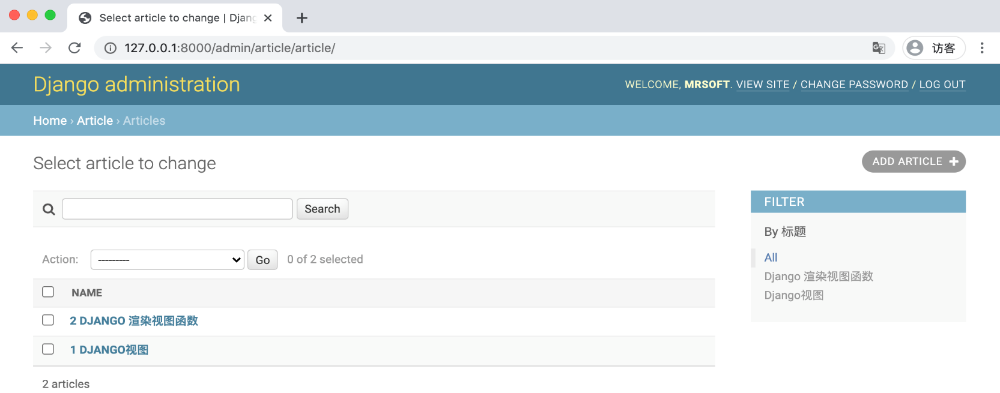 Select article to change | Djang
127.0.0.1:8000/admin/article/article/
访客
Django administration
WELCOME, MRSOFT. VIEW SITE / CHANGE PASSWORD / LOG OUT
Home › Article › Articles
Select article to change
ADD ARTICLE +
Search
FILTER
By 标题
All
Django 渲染视图函数
Django视图
Action: --------- Go 0 of 2 selected
NAME
2 DJANGO 渲染视图函数
1 DJANGO视图
2 articles